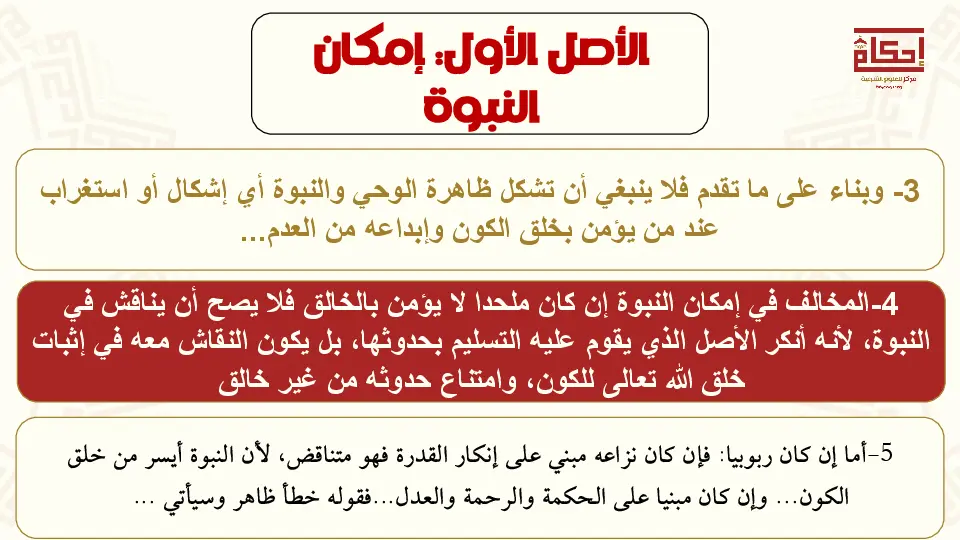 الأصل الأول: إمكان
النبوة
إحكام
مركز للعلوم الشرعية
3- وبناء على ما تقدم فلا ينبغي أن تشكل ظاهرة الوحي والنبوة أي إشكال أو استغراب
عند من يؤمن بخلق الكون وإبداعه من العدم...
4-المخالف في إمكان النبوة إن كان ملحدا لا يؤمن بالخالق فلا يصح أن يناقش في
النبوة، لأنه أنكر الأصل الذي يقوم عليه التسليم بحدوثها، بل يكون النقاش معه في إثبات
خلق الله تعالى للكون، وامتناع حدوثه من غير خالق
5-أما إن كان ربوبيا: فإن كان نزاعه مبني على إنكار القدرة فهو متناقض، لأن النبوة أيسر من خلق
الكون... وإن كان مبنيا على الحكمة والرحمة والعدل...فقوله خطأ ظاهر وسيأتي ...